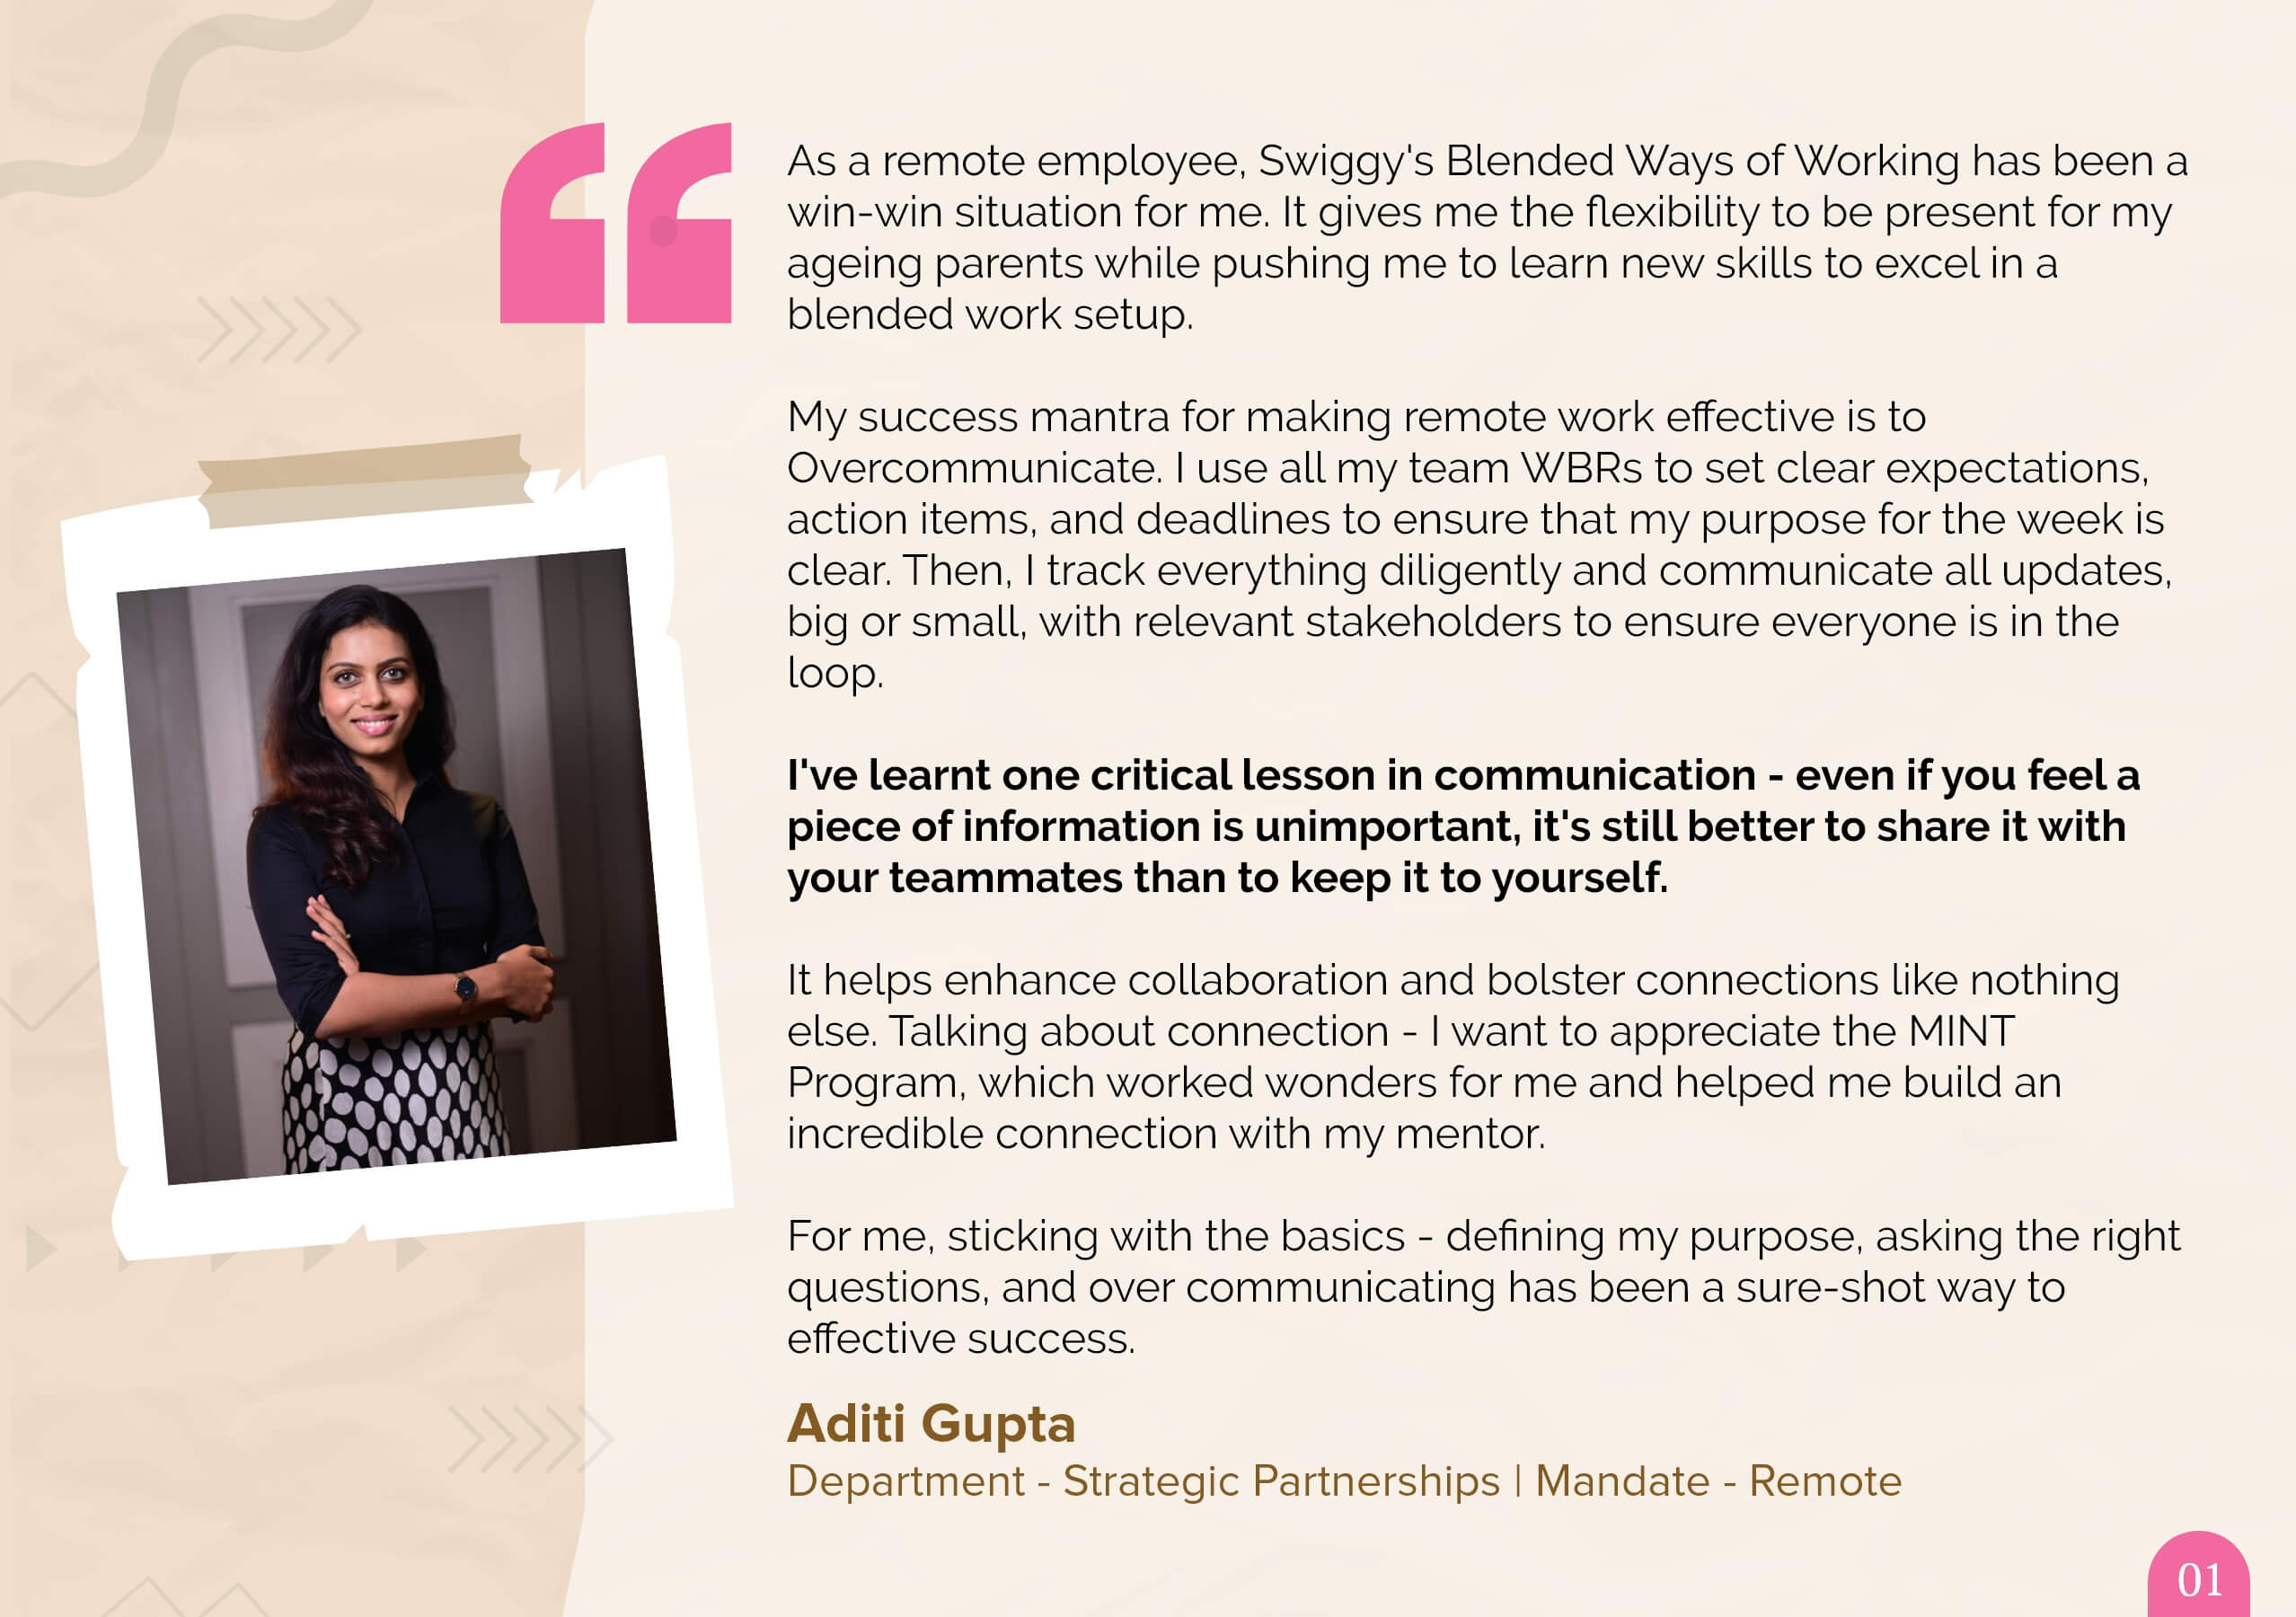 As a remote employee, Swiggy's Blended Ways of Working has been a
win-win situation for me. It gives me the flexibility to be present for my
ageing parents while pushing me to learn new skills to excel in a
blended work setup.
My success mantra for making remote work effective is to
Overcommunicate. I use all my team WBRs to set clear expectations,
action items, and deadlines to ensure that my purpose for the week is
clear. Then, I track everything diligently and communicate all updates,
big or small, with relevant stakeholders to ensure everyone is in the
loop.
I've learnt one critical lesson in communication - even if you feel a
piece of information is unimportant, it's still better to share it with
your teammates than to keep it to yourself.
It helps enhance collaboration and bolster connections like nothing
else. Talking about connection - I want to appreciate the MINT
Program, which worked wonders for me and helped me build an
incredible connection with my mentor.
For me, sticking with the basics - defining my purpose, asking the right
questions, and over communicating has been a sure-shot way to
effective success.
Aditi Gupta
Department - Strategic Partnerships | Mandate - Remote
01